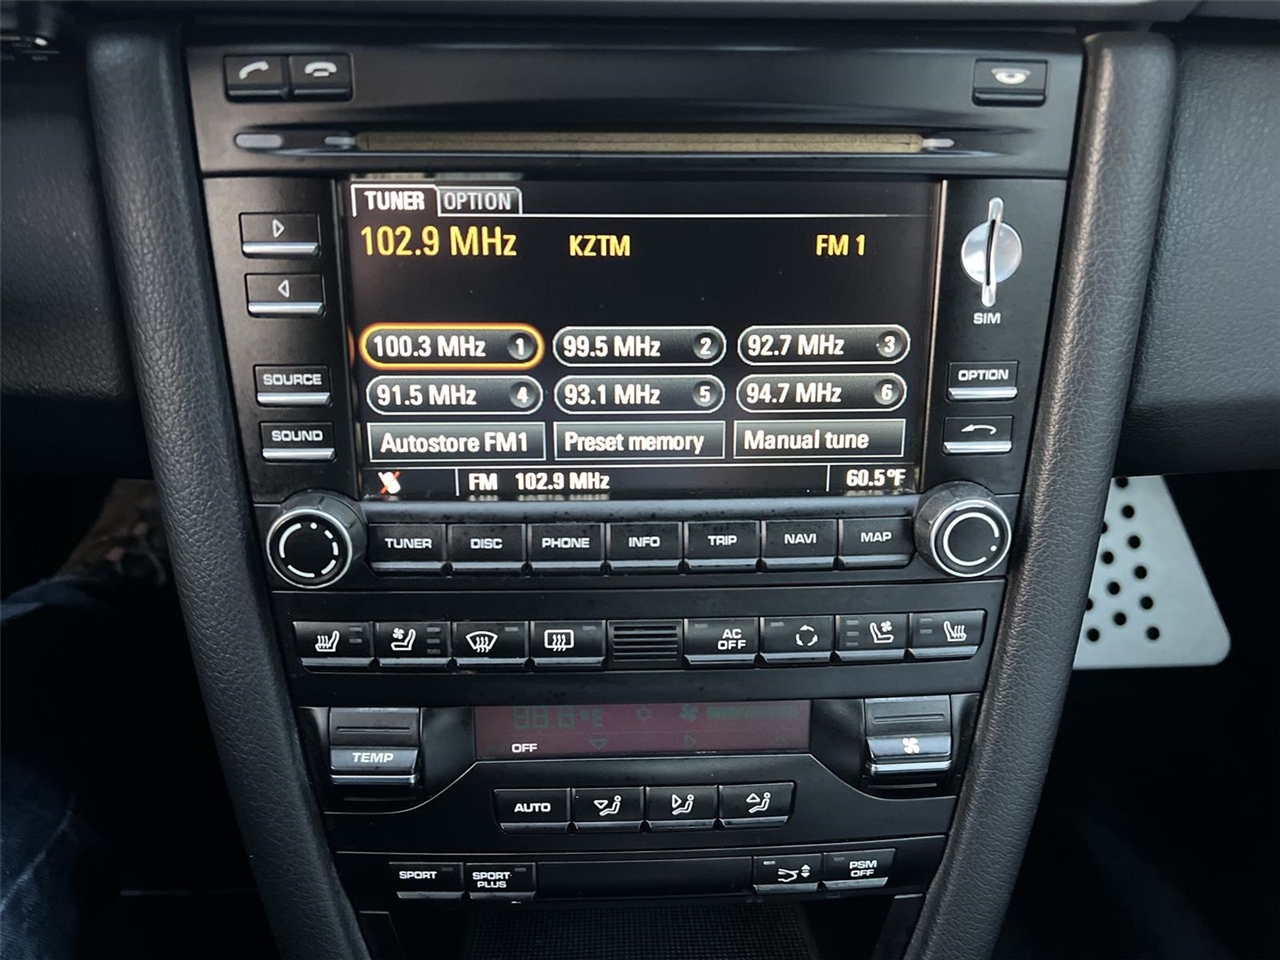 TUNER OPTION
102.9 MHz KZTM FM 1
SIM
100.3 MHz 1 99.5 MHz 2 92.7 MHz 3
91.5 MHz 4 93.1 MHz 5 94.7 MHz 6
Autostore FM1 Preset memory Manual tune
FM 102.9 MHz 60.5°F
SOURCE
SOUND
OPTION
TUNER DISC PHONE INFO TRIP NAVI MAP
AC
OFF
OFF
TEMP
AUTO
SPORT
SPORT
PLUS
PSM
OFF